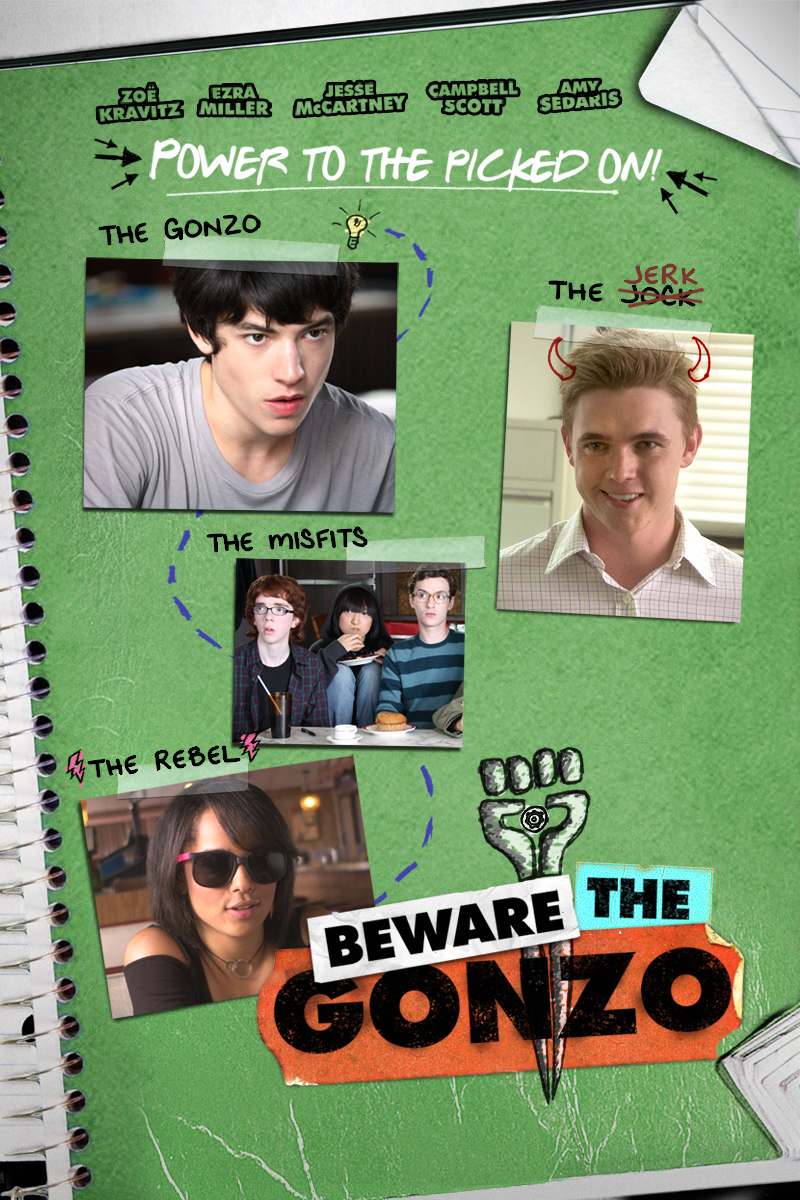 ZOË KRAVITZ
EZRA MILLER
JESSE McCARTNEY
CAMPBELL SCOTT
AMY SEDARIS
POWER TO THE PICKED ON!
THE GONZO
THE JOCK JERK
THE MISFITS
THE REBEL
BEWARE THE
GONZO